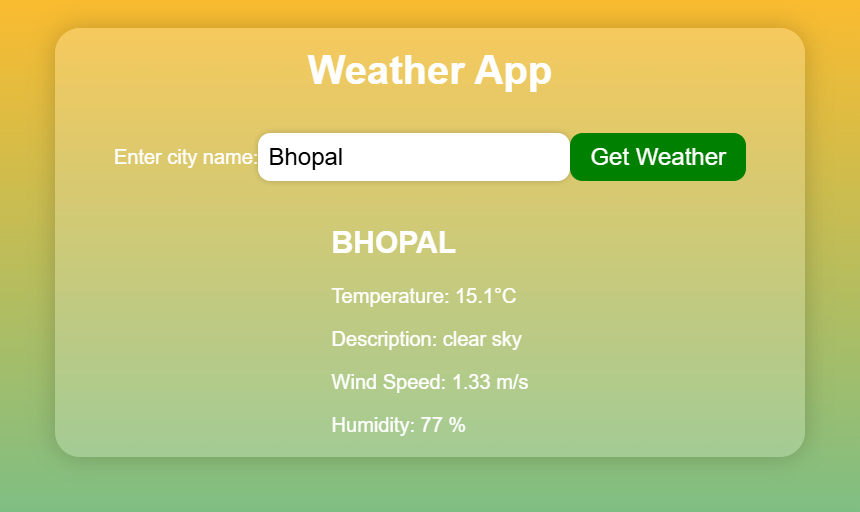 Weather App
Enter city name: Bhopal Get Weather
BHOPAL
Temperature: 15.1°C
Description: clear sky
Wind Speed: 1.33 m/s
Humidity: 77 %